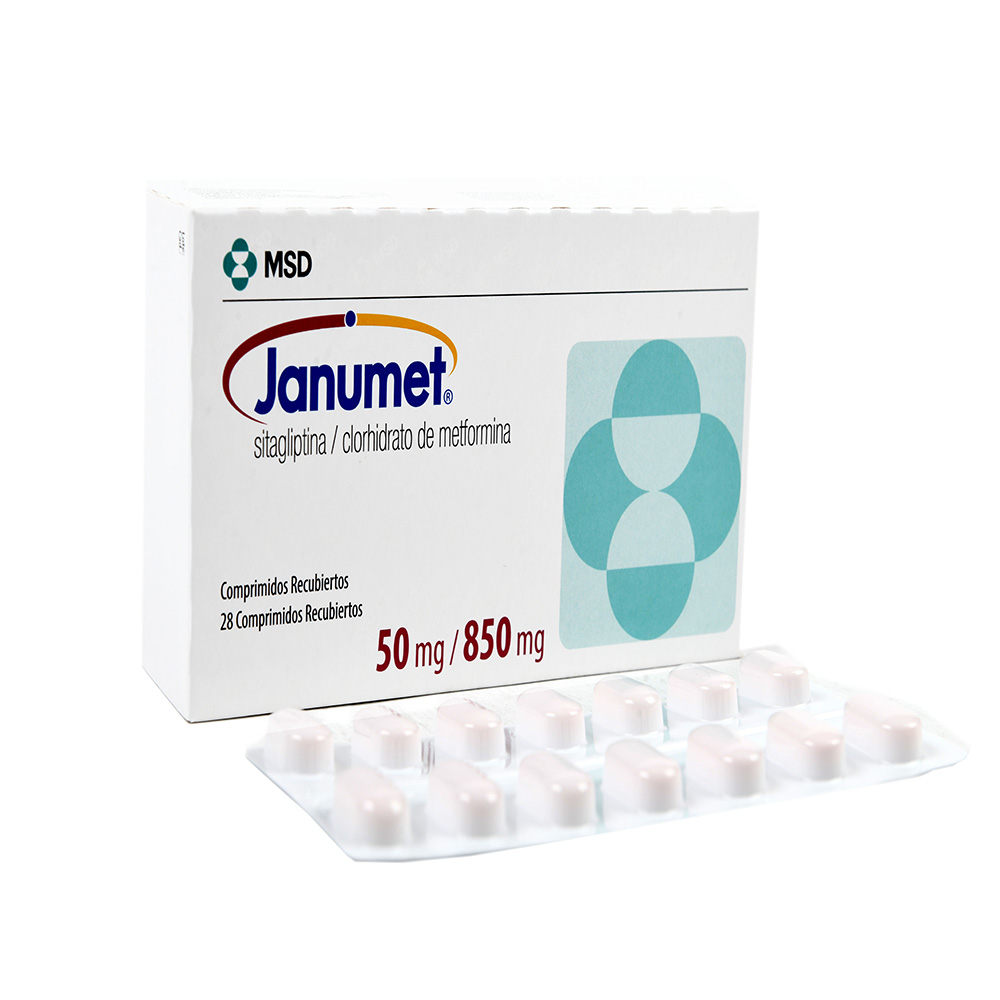 MSD
Janumet®
sitagliptina / clorhidrato de metformina
Comprimidos Recubiertos
28 Comprimidos Recubiertos
50 mg / 850 mg